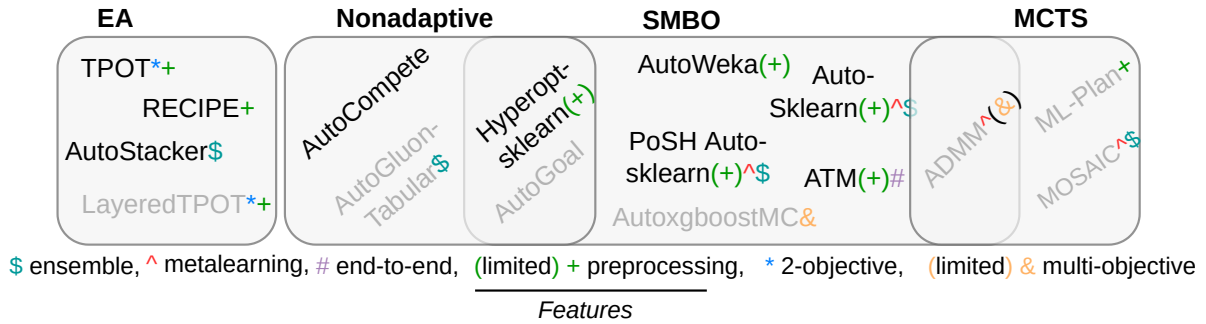 EA
Nonadaptive
SMBO
MCTS
TPOT*+
RECIPE+
AutoStacker$
LayeredTPOT*+
AutoCompete
AutoGluon-
Tabular$
Hyperopt-
sklearn(+)
AutoGoal
AutoWeka(+)
Auto-
Sklearn(+)^$
PoSH Auto-
sklearn(+)^$
ATM(+)#
AutoxgboostMC&
ADMM^(&)
ML-Plan+
MOSAIC^$
$ ensemble, ^ metalearning, # end-to-end, (limited) + preprocessing, * 2-objective, (limited) & multi-objective
Features